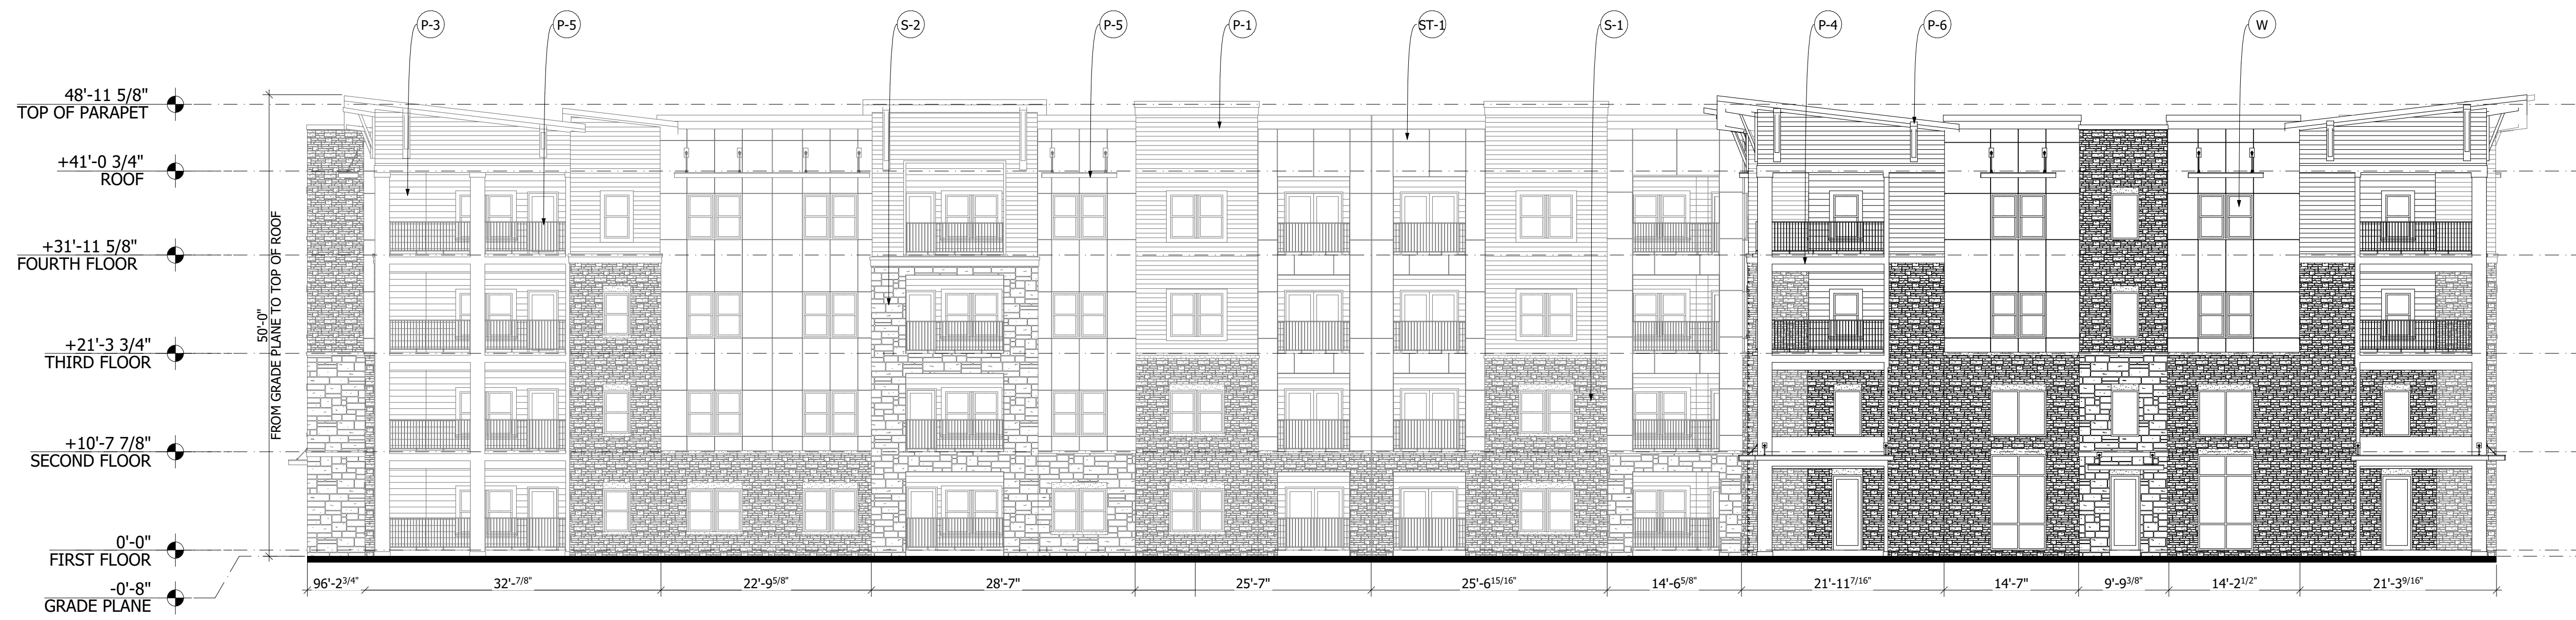 P-3
P-5
S-2
P-5
P-1
ST-1
S-1
P-4
P-6
W
48'-11 5/8"
TOP OF PARAPET
+41'-0 3/4"
ROOF
+31'-11 5/8"
FOURTH FLOOR
+21'-3 3/4"
THIRD FLOOR
+10'-7 7/8"
SECOND FLOOR
0'-0"
FIRST FLOOR
-0'-8"
GRADE PLANE
50'-0"
FROM GRADE PLANE TO TOP OF ROOF
96'-2 3/4"
32'-7/8"
22'-9 5/8"
28'-7"
25'-7"
25'-6 15/16"
14'-6 5/8"
21'-11 7/16"
14'-7"
9'-9 3/8"
14'-2 1/2"
21'-3 9/16"